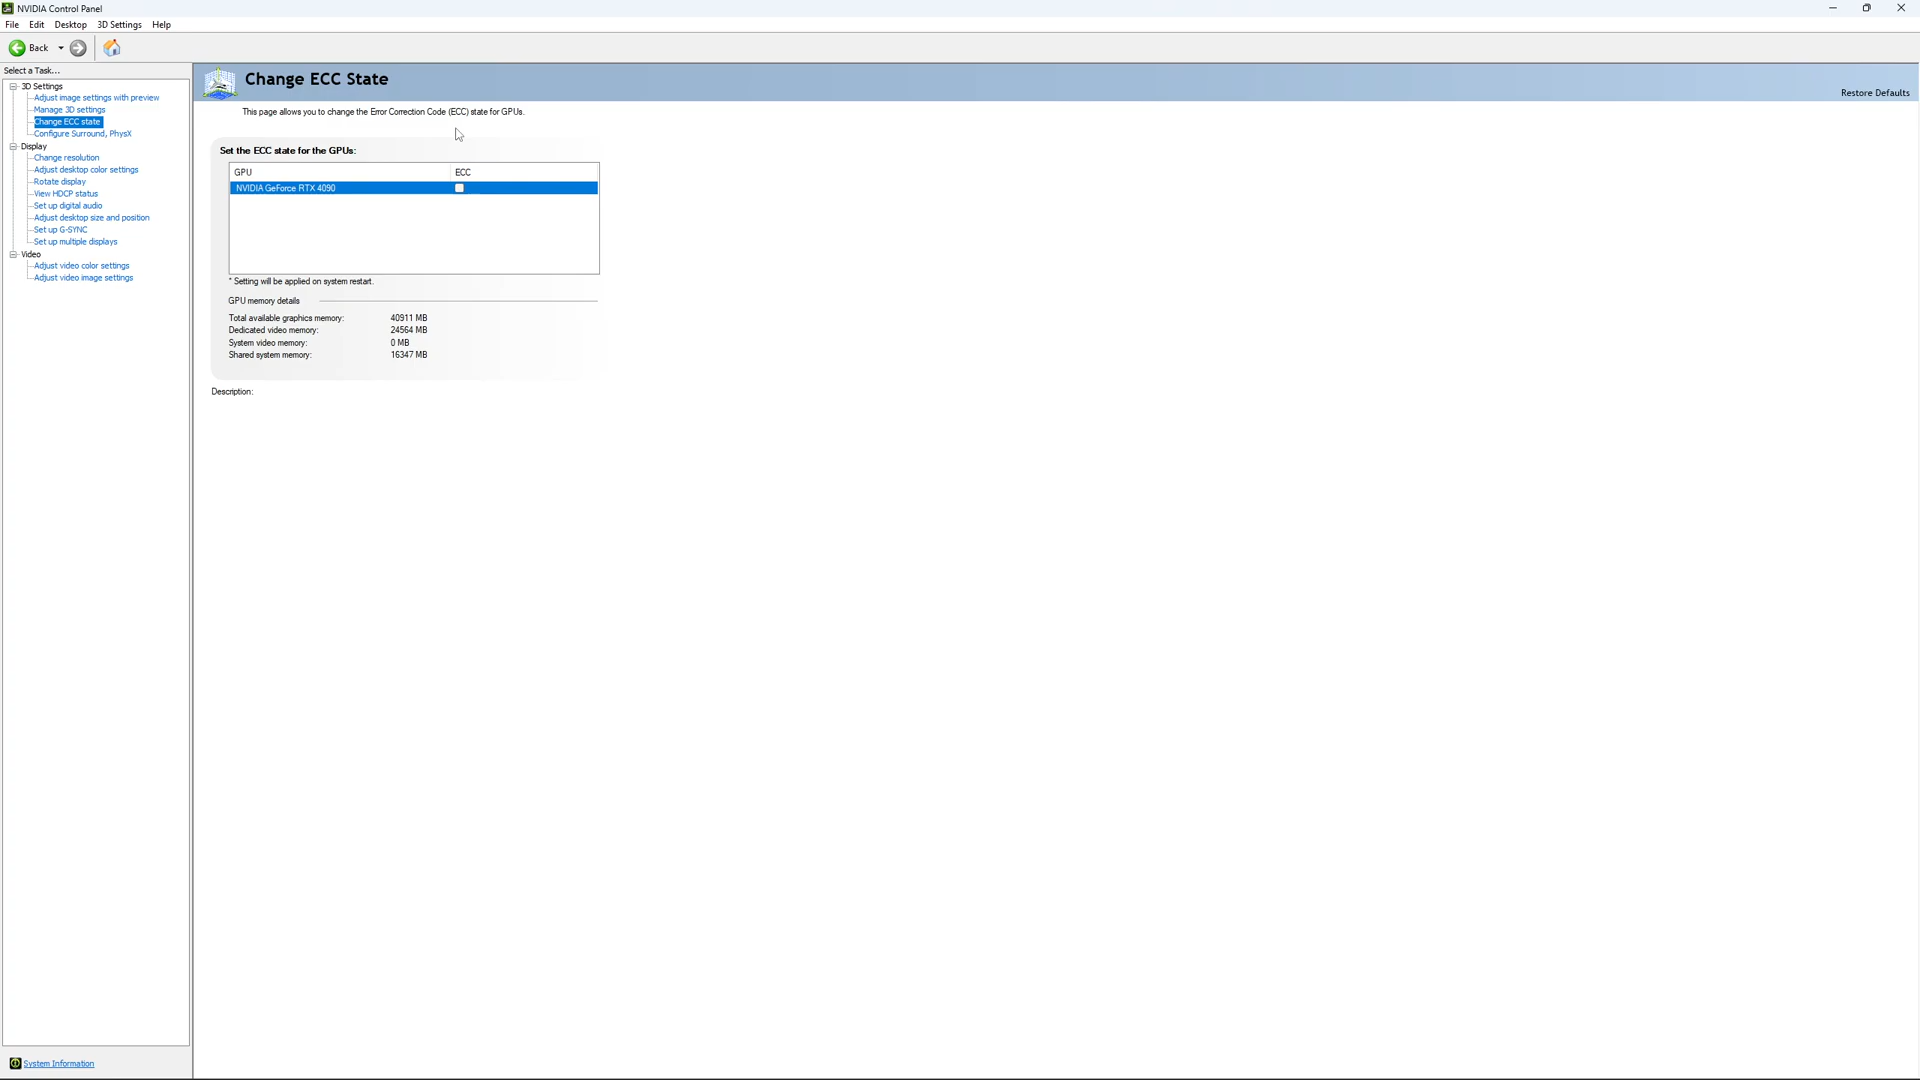 NVIDIA Control Panel
File Edit Desktop 3D Settings Help
Back
Select a Task...
3D Settings
Adjust image settings with preview
Manage 3D settings
Change ECC state
Configure Surround, PhysX
Display
Change resolution
Adjust desktop color settings
Rotate display
View HDCP status
Set up digital audio
Adjust desktop size and position
Set up G-SYNC
Set up multiple displays
Video
Adjust video color settings
Adjust video image settings
System Information
Change ECC State
Restore Defaults
This page allows you to change the Error Correction Code (ECC) state for GPUs.
Set the ECC state for the GPUs:
GPU ECC
NVIDIA GeForce RTX 4090
* Setting will be applied on system restart.
GPU memory details
Total available graphics memory: 40911 MB
Dedicated video memory: 24564 MB
System video memory: 0 MB
Shared system memory: 16347 MB
Description: